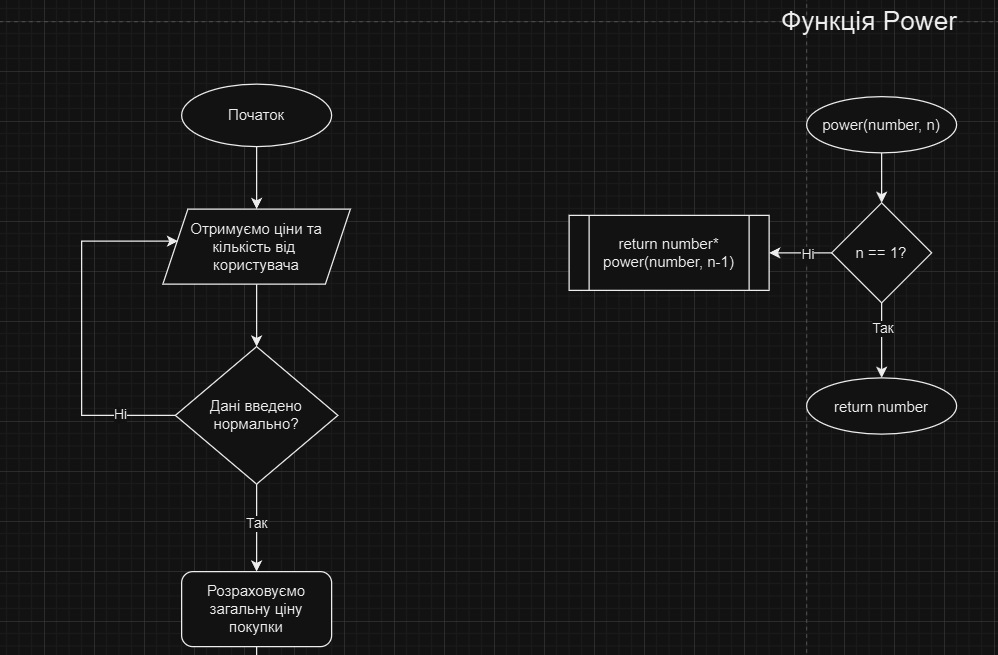 Функція Power
Початок
Отримуємо ціни та
кількість від
користувача
Дані введено
нормально?
Ні
Так
Розраховуємо
загальну ціну
покупки
power(number, n)
n == 1?
Ні
return number*
power(number, n-1)
Так
return number